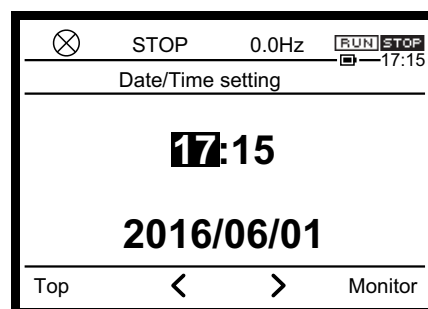 STOP 0.0Hz RUN STOP
17:15
Date/Time setting
17:15
2016/06/01
Top < > Monitor